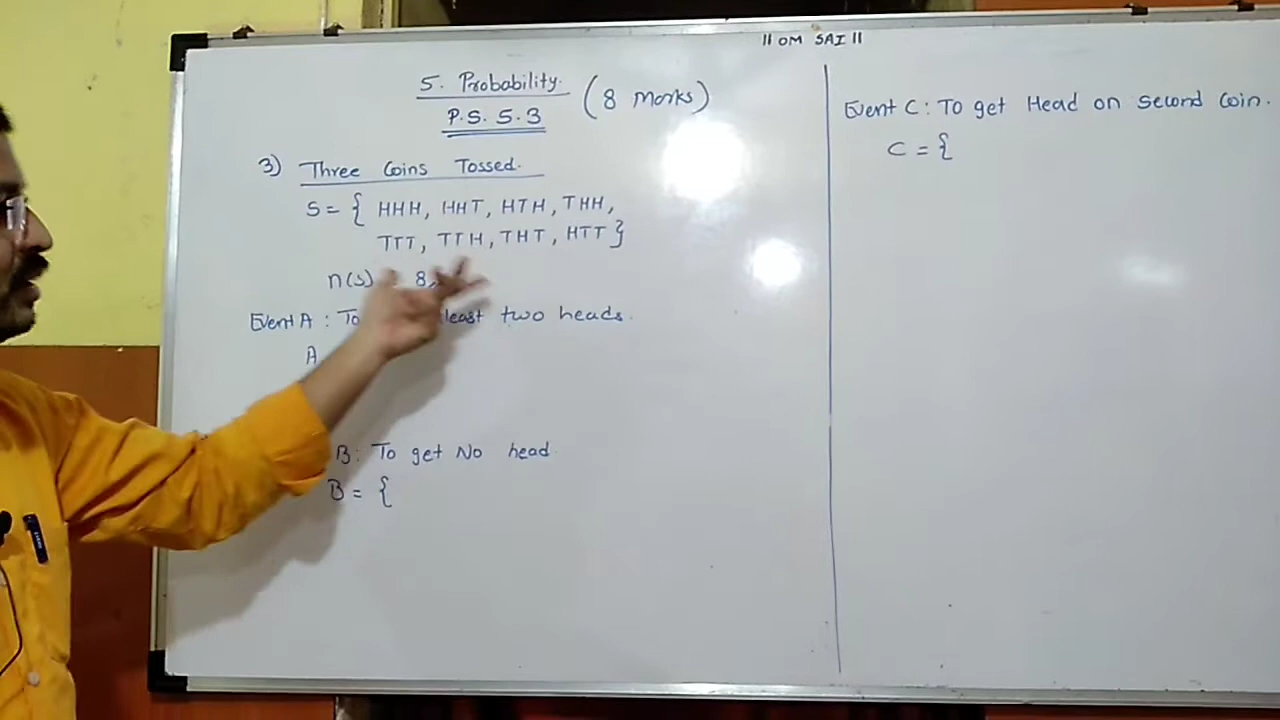 || OM SAI ||
5. Probability.
P.S. 5.3
(8 Marks)
3) Three Coins Tossed.
S = { HHH, HHT, HTH, THH,
TTT, TTH, THT, HTT }
n(s) 8,
Event A : To least two heads.
A
B: To get No head.
B = {
Event C: To get Head on second Coin.
C = {